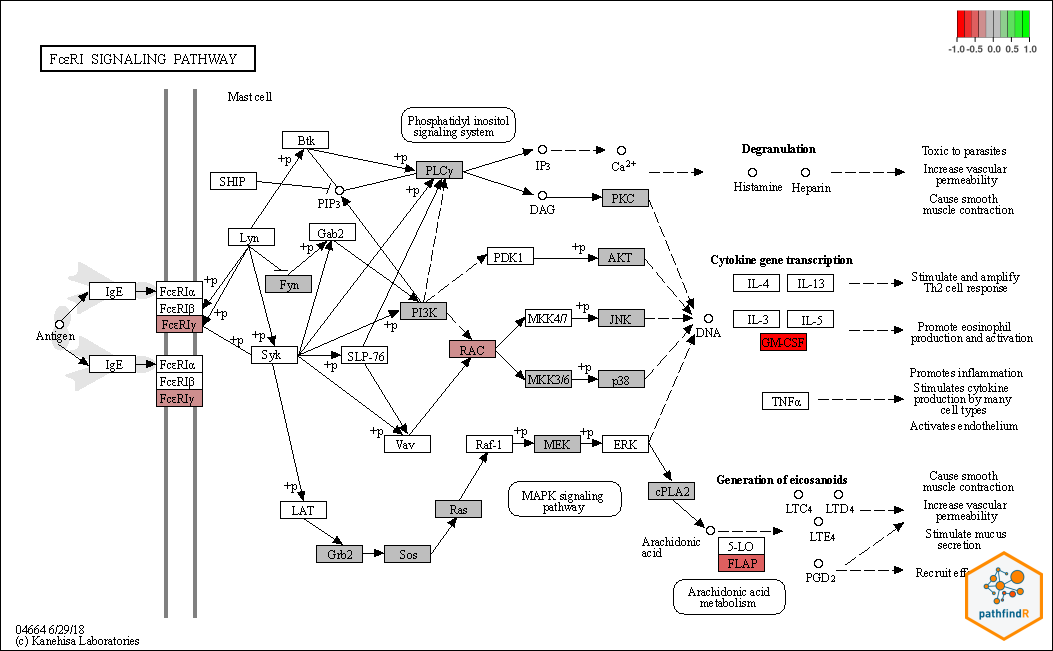 -1.0 -0.5 0.0 0.5 1.0
FcεRI SIGNALING PATHWAY
Mast cell
Phosphatidyl inositol
signaling system
Btk
+p
+p
PLCγ
IP3
Ca2+
Degranulation
Histamine
Heparin
Toxic to parasites
Increase vascular
permeability
Cause smooth
muscle contraction
SHIP
PIP3
+p
DAG
PKC
Lyn
Gab2
+p
Fyn
PDK1
+p
AKT
Cytokine gene transcription
IL-4
IL-13
Stimulate and amplify
Th2 cell response
IgE
FcεRIα
FcεRIβ
FcεRIγ
+p
+p
Antigen
PI3K
+p
MKK4/7
+p
JNK
DNA
IL-3
IL-5
GM-CSF
Promote eosinophil
production and activation
+p
Syk
+p
SLP-76
RAC
IgE
FcεRIα
FcεRIβ
FcεRIγ
MKK3/6
+p
p38
TNFα
Promotes inflammation
Stimulates cytokine
production by many
cell types
Activates endothelium
+p
Vav
Raf-1
+p
MEK
+p
ERK
+p
LAT
Ras
MAPK signaling
pathway
cPLA2
Generation of eicosanoids
LTC4
LTD4
LTE4
Cause smooth
muscle contraction
Increase vascular
permeability
Stimulate mucus
secretion
Grb2
Sos
Arachidonic
acid
5-LO
FLAP
PGD2
Recruit eff
Arachidonic acid
metabolism
pathfindR
04664 6/29/18
(c) Kanehisa Laboratories